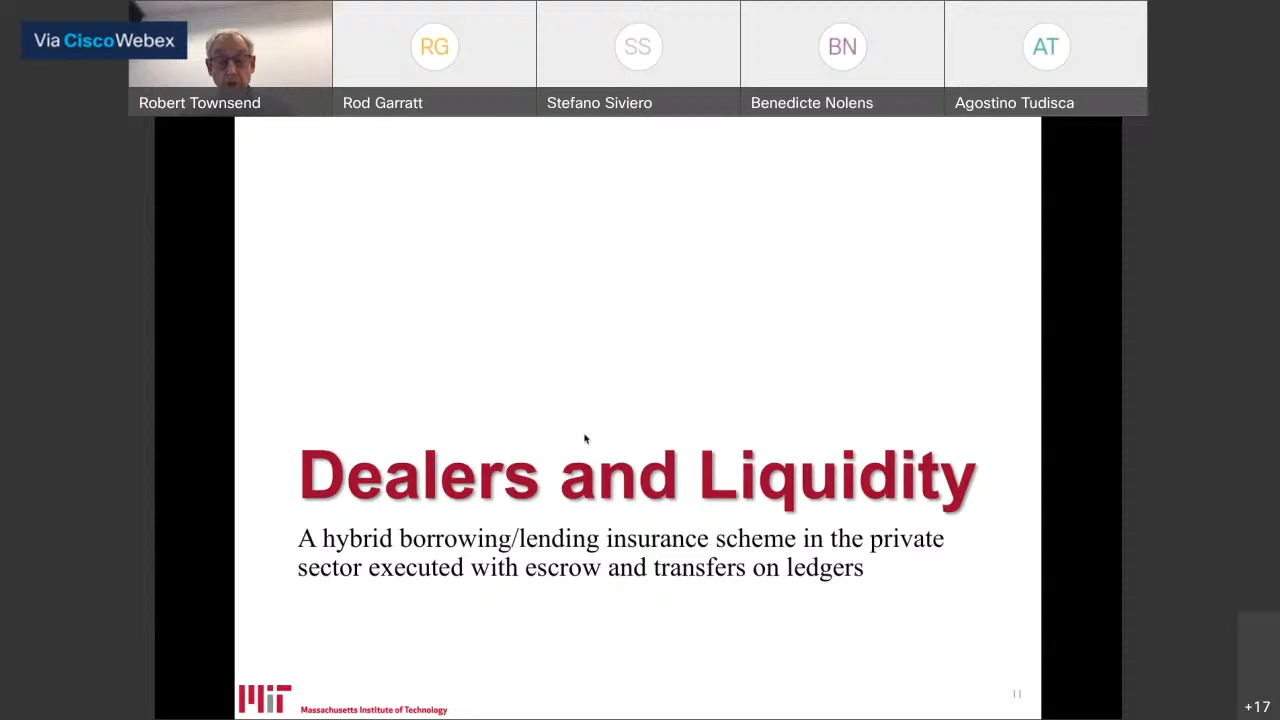 Via CiscoWebex
RG
SS
BN
AT
Robert Townsend
Rod Garratt
Stefano Siviero
Benedicte Nolens
Agostino Tudisca
Dealers and Liquidity
A hybrid borrowing/lending insurance scheme in the private
sector executed with escrow and transfers on ledgers
MIT
Massachusetts Institute of Technology
11
+17